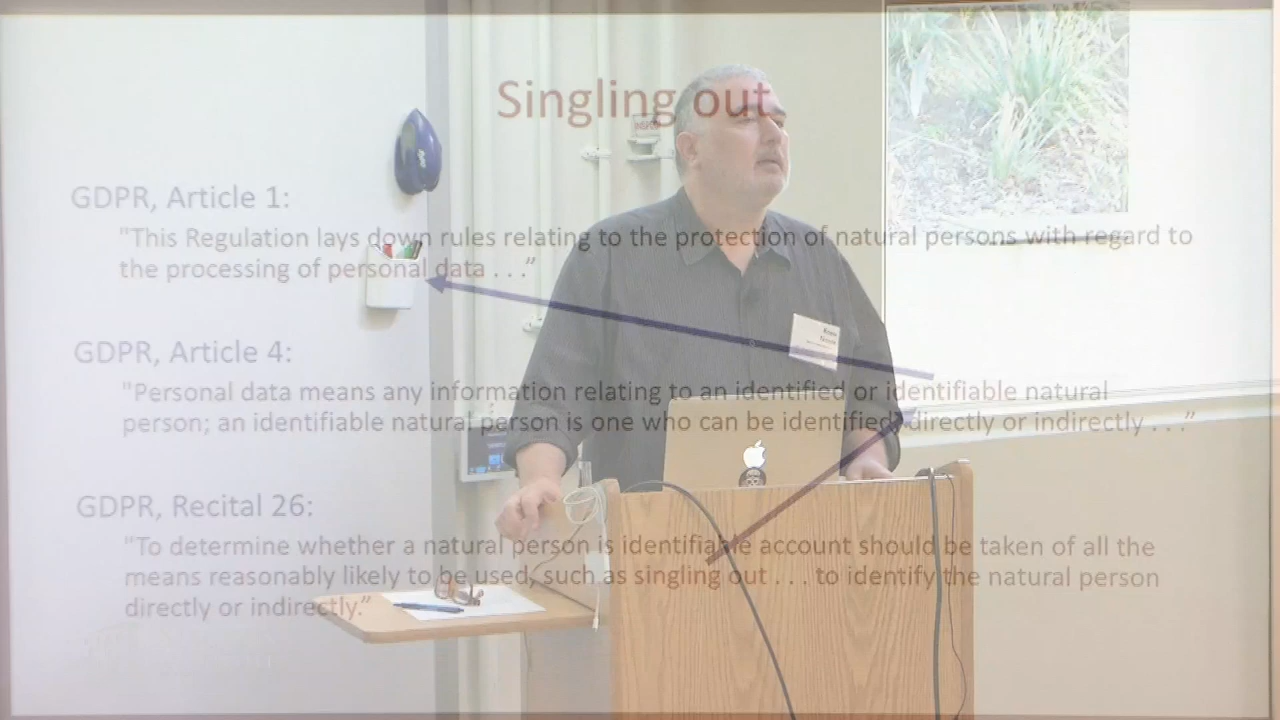 Singling out
GDPR, Article 1:
"This Regulation lays down rules relating to the protection of natural persons with regard to
the processing of personal data . . ."
GDPR, Article 4:
"Personal data means any information relating to an identified or identifiable natural
person; an identifiable natural person is one who can be identified, directly or indirectly . . ."
GDPR, Recital 26:
"To determine whether a natural person is identifiable account should be taken of all the
means reasonably likely to be used, such as singling out . . . to identify the natural person
directly or indirectly."